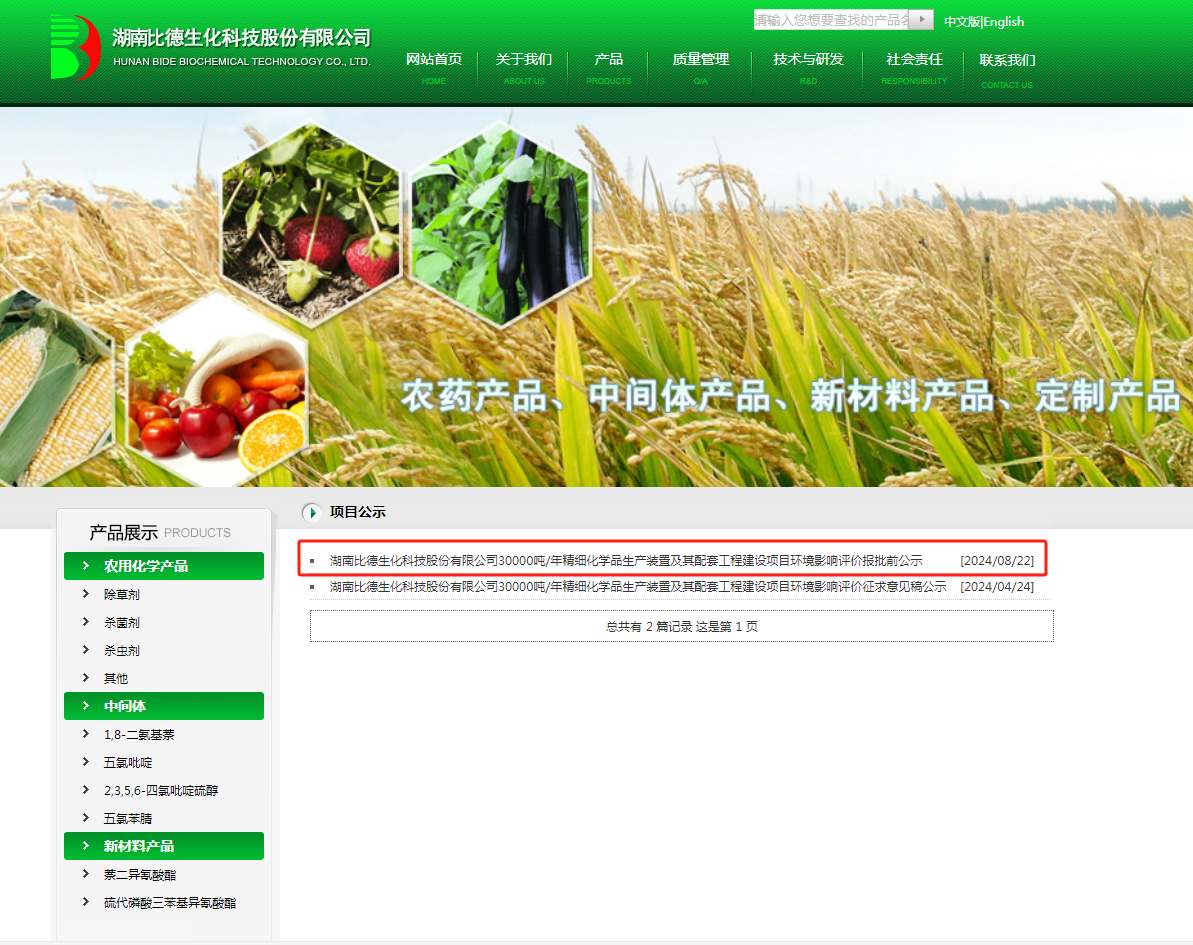 湖南比德生化科技股份有限公司
HUNAN BIDE BIOCHEMICAL TECHNOLOGY CO., LTD.
请输入您想要查找的产品名
中文版|English
网站首页 关于我们 产品 质量管理 技术与研发 社会责任 联系我们
HOME ABOUT US PRODUCTS Q/A R&D RESPONSIBILITY CONTACT US
农药产品、中间体产品、新材料产品、定制产品
产品展示 PRODUCTS
农用化学产品
除草剂
杀菌剂
杀虫剂
其他
中间体
1,8-二氨基萘
五氯吡啶
2,3,5,6-四氯吡啶硫醇
五氯苯腈
新材料产品
萘二异氰酸酯
硫代磷酸三苯基异氰酸酯
项目公示
湖南比德生化科技股份有限公司30000吨/年精细化学品生产装置及其配套工程建设项目环境影响评价报批前公示 [2024/08/22]
湖南比德生化科技股份有限公司30000吨/年精细化学品生产装置及其配套工程建设项目环境影响评价征求意见稿公示 [2024/04/24]
总共有 2 篇记录 这是第 1 页